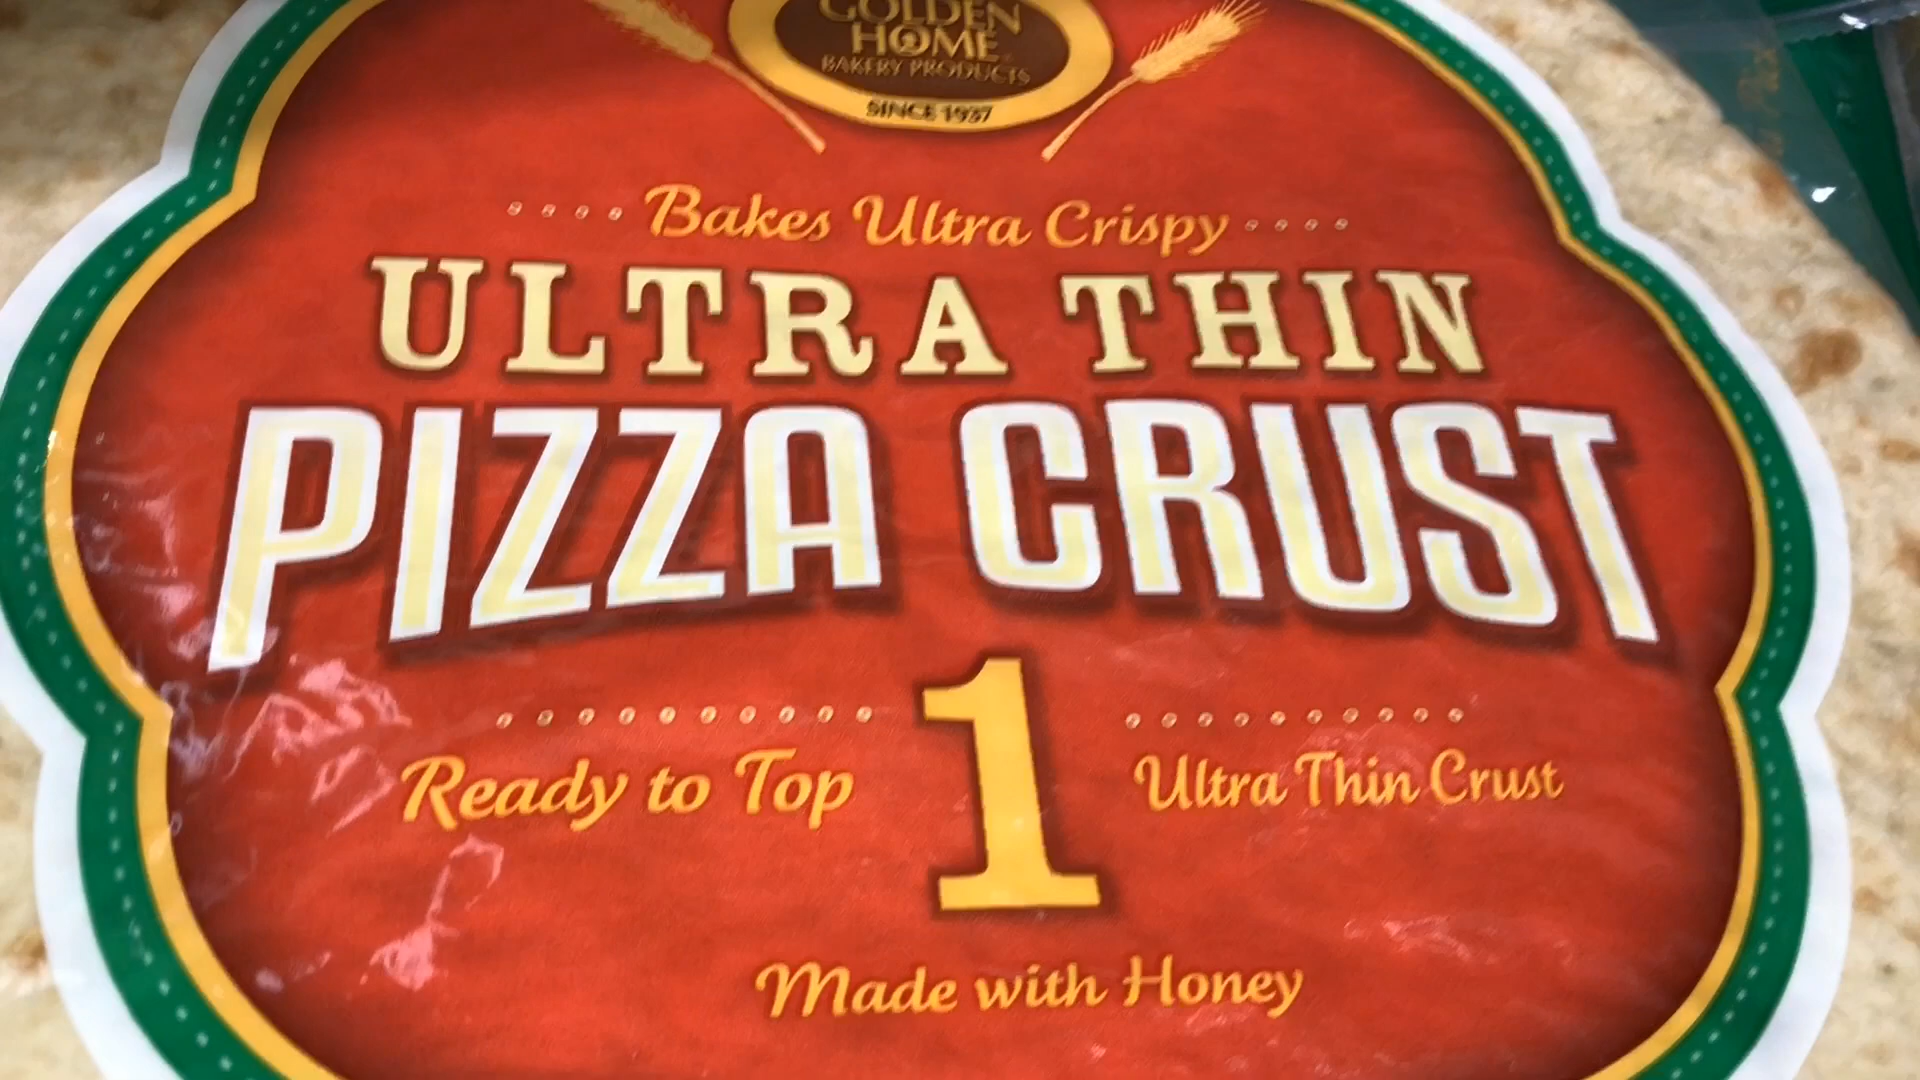 GOLDEN
HOME
BAKERY PRODUCTS
SINCE 1937
Bakes Ultra Crispy
ULTRA THIN
PIZZA CRUST
1
Ready to Top
Ultra Thin Crust
Made with Honey